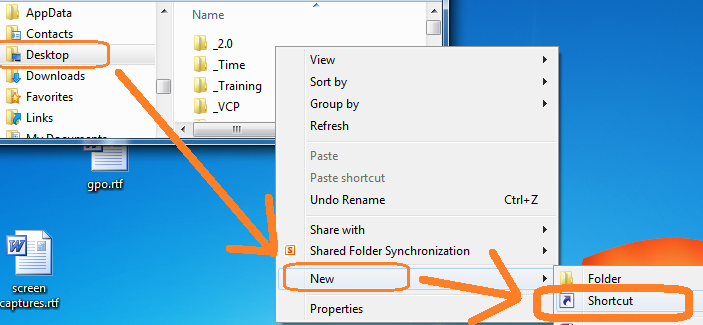 AppData
Contacts
Desktop
Downloads
Favorites
Links
My Documents
Name
_2.0
_Time
_Training
_VCP
gpo.rtf
screen
captures.rtf
View
Sort by
Group by
Refresh
Paste
Paste shortcut
Undo Rename Ctrl+Z
Share with
Shared Folder Synchronization
New
Properties
Folder
Shortcut